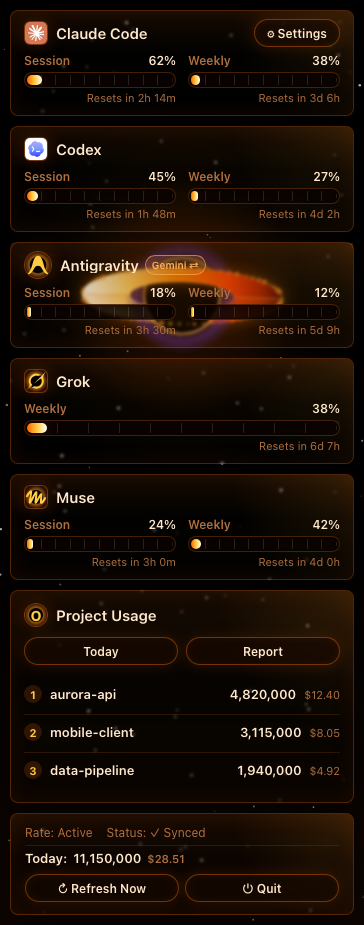 Claude Code
⚙ Settings
Session 62% Weekly 38%
Resets in 2h 14m Resets in 3d 6h
Codex
Session 45% Weekly 27%
Resets in 1h 48m Resets in 4d 2h
Antigravity Gemini ⇄
Session 18% Weekly 12%
Resets in 3h 30m Resets in 5d 9h
Grok
Weekly 38%
Resets in 6d 7h
Muse
Session 24% Weekly 42%
Resets in 3h 0m Resets in 4d 0h
Project Usage
Today Report
1 aurora-api 4,820,000 $12.40
2 mobile-client 3,115,000 $8.05
3 data-pipeline 1,940,000 $4.92
Rate: Active Status: ✓ Synced
Today: 11,150,000 $28.51
↻ Refresh Now ⏻ Quit